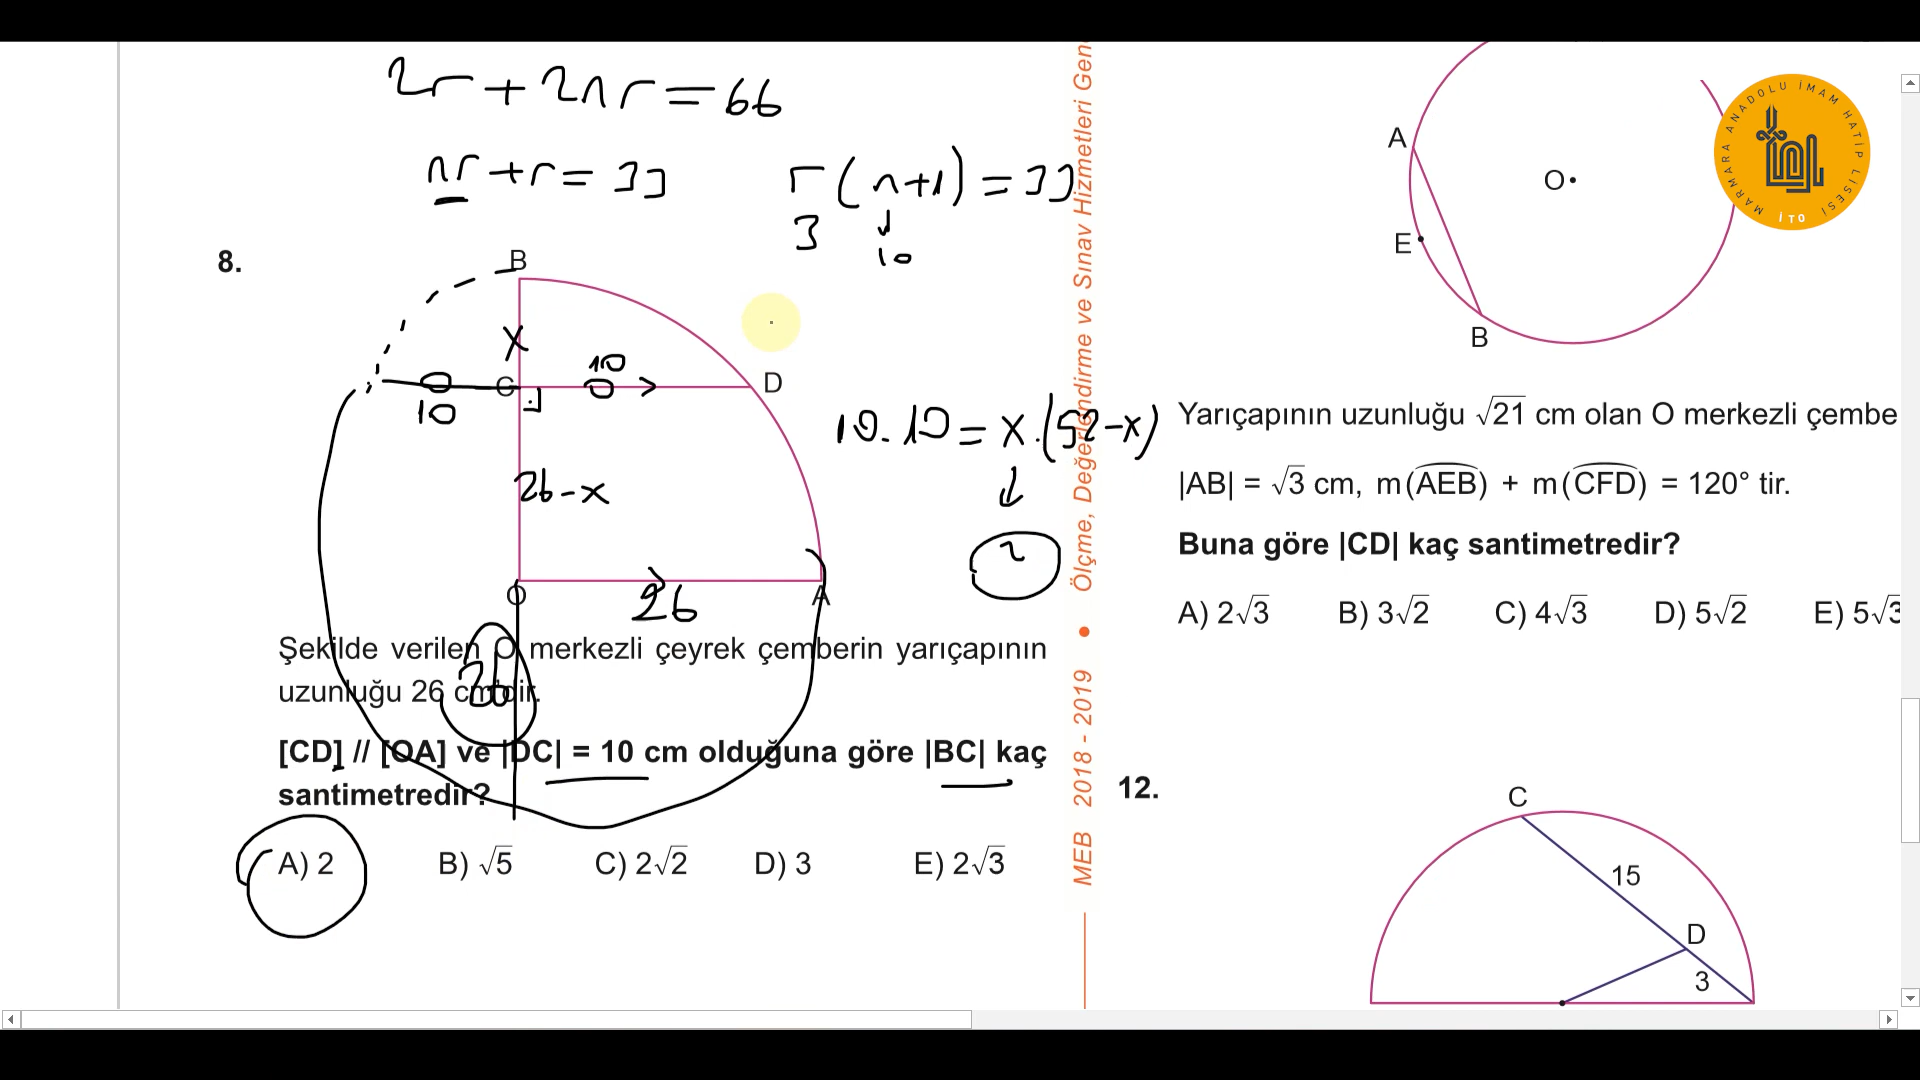 2r + 2nr = 66
nr + r = 33
r (n+1) = 33
3
10
8.
B
X
C
10
D
10
26-x
O
26
A
26
10.10 = x.(52-x)
2
Şekilde verilen O merkezli çeyrek çemberin yarıçapının
uzunluğu 26 cm'dir.
[CD] // [OA] ve |DC| = 10 cm olduğuna göre |BC| kaç
santimetredir?
A) 2 B) √5 C) 2√2 D) 3 E) 2√3
MEB 2018 - 2019 • Ölçme, Değerlendirme ve Sınav Hizmetleri Gen
A
O
E
B
MARMARA ANADOLU İMAM HATİP LİSESİ
İTO
Yarıçapının uzunluğu √21 cm olan O merkezli çembe
|AB| = √3 cm, m(AEB) + m(CFD) = 120° tir.
Buna göre |CD| kaç santimetredir?
A) 2√3 B) 3√2 C) 4√3 D) 5√2 E) 5√3
12.
C
15
D
3